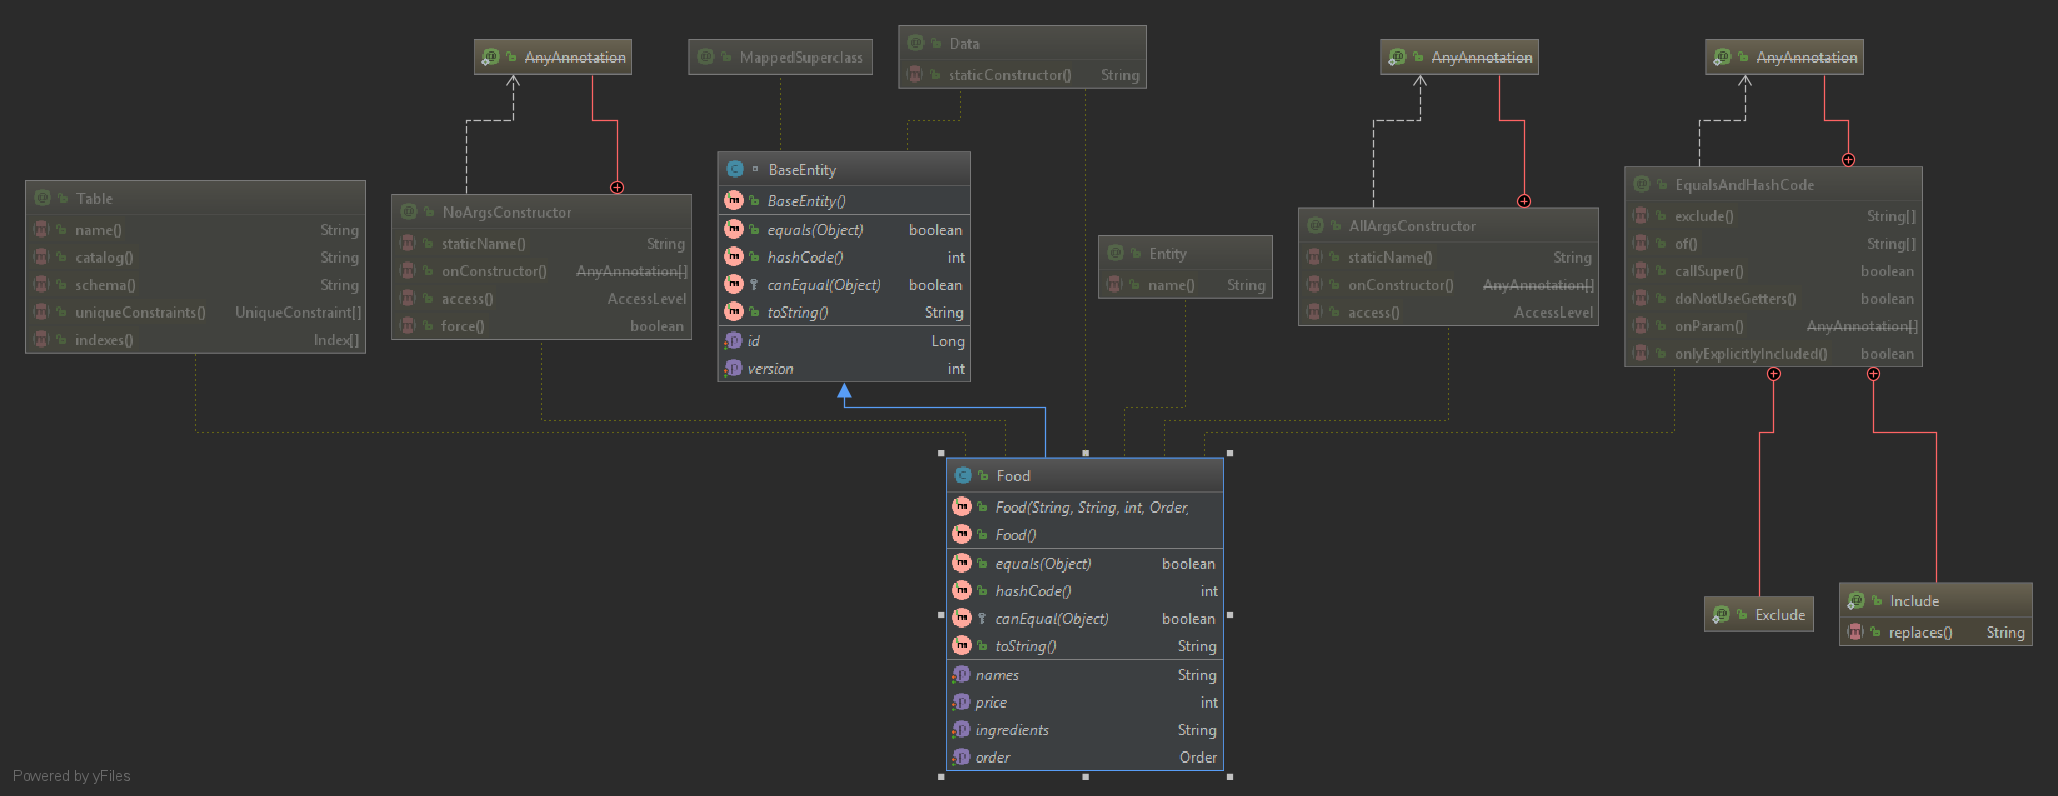 AnyAnnotation
MappedSuperclass
Data
staticConstructor() String
AnyAnnotation
AnyAnnotation
Table
name() String
catalog() String
schema() String
uniqueConstraints() UniqueConstraint[]
indexes() Index[]
NoArgsConstructor
staticName() String
onConstructor() AnyAnnotation[]
access() AccessLevel
force() boolean
BaseEntity
BaseEntity()
equals(Object) boolean
hashCode() int
canEqual(Object) boolean
toString() String
id Long
version int
Entity
name() String
AllArgsConstructor
staticName() String
onConstructor() AnyAnnotation[]
access() AccessLevel
EqualsAndHashCode
exclude() String[]
of() String[]
callSuper() boolean
doNotUseGetters() boolean
onParam() AnyAnnotation[]
onlyExplicitlyIncluded() boolean
Food
Food(String, String, int, Order,
Food()
equals(Object) boolean
hashCode() int
canEqual(Object) boolean
toString() String
names String
price int
ingredients String
order Order
Exclude
Include
replaces() String
Powered by yFiles